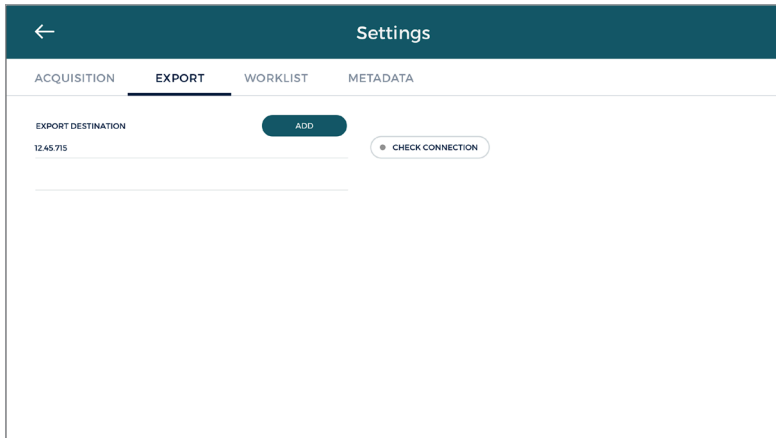 Settings
ACQUISITION EXPORT WORKLIST METADATA
EXPORT DESTINATION ADD
12.45.715 CHECK CONNECTION